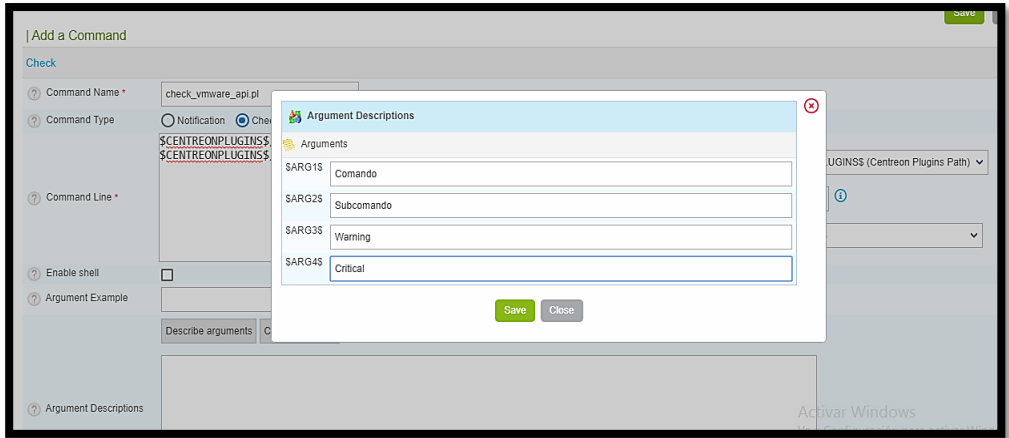 Save
| Add a Command
Check
Command Name *
check_vmware_api.pl
Command Type
Notification
Chec
$CENTREONPLUGINS$
$CENTREONPLUGINS$
Command Line *
LUGINS$ (Centreon Plugins Path)
Enable shell
Argument Example
Describe arguments
C
Argument Descriptions
Argument Descriptions
Arguments
$ARG1$
Comando
$ARG2$
Subcomando
$ARG3$
Warning
$ARG4$
Critical
Save
Close
Activar Windows